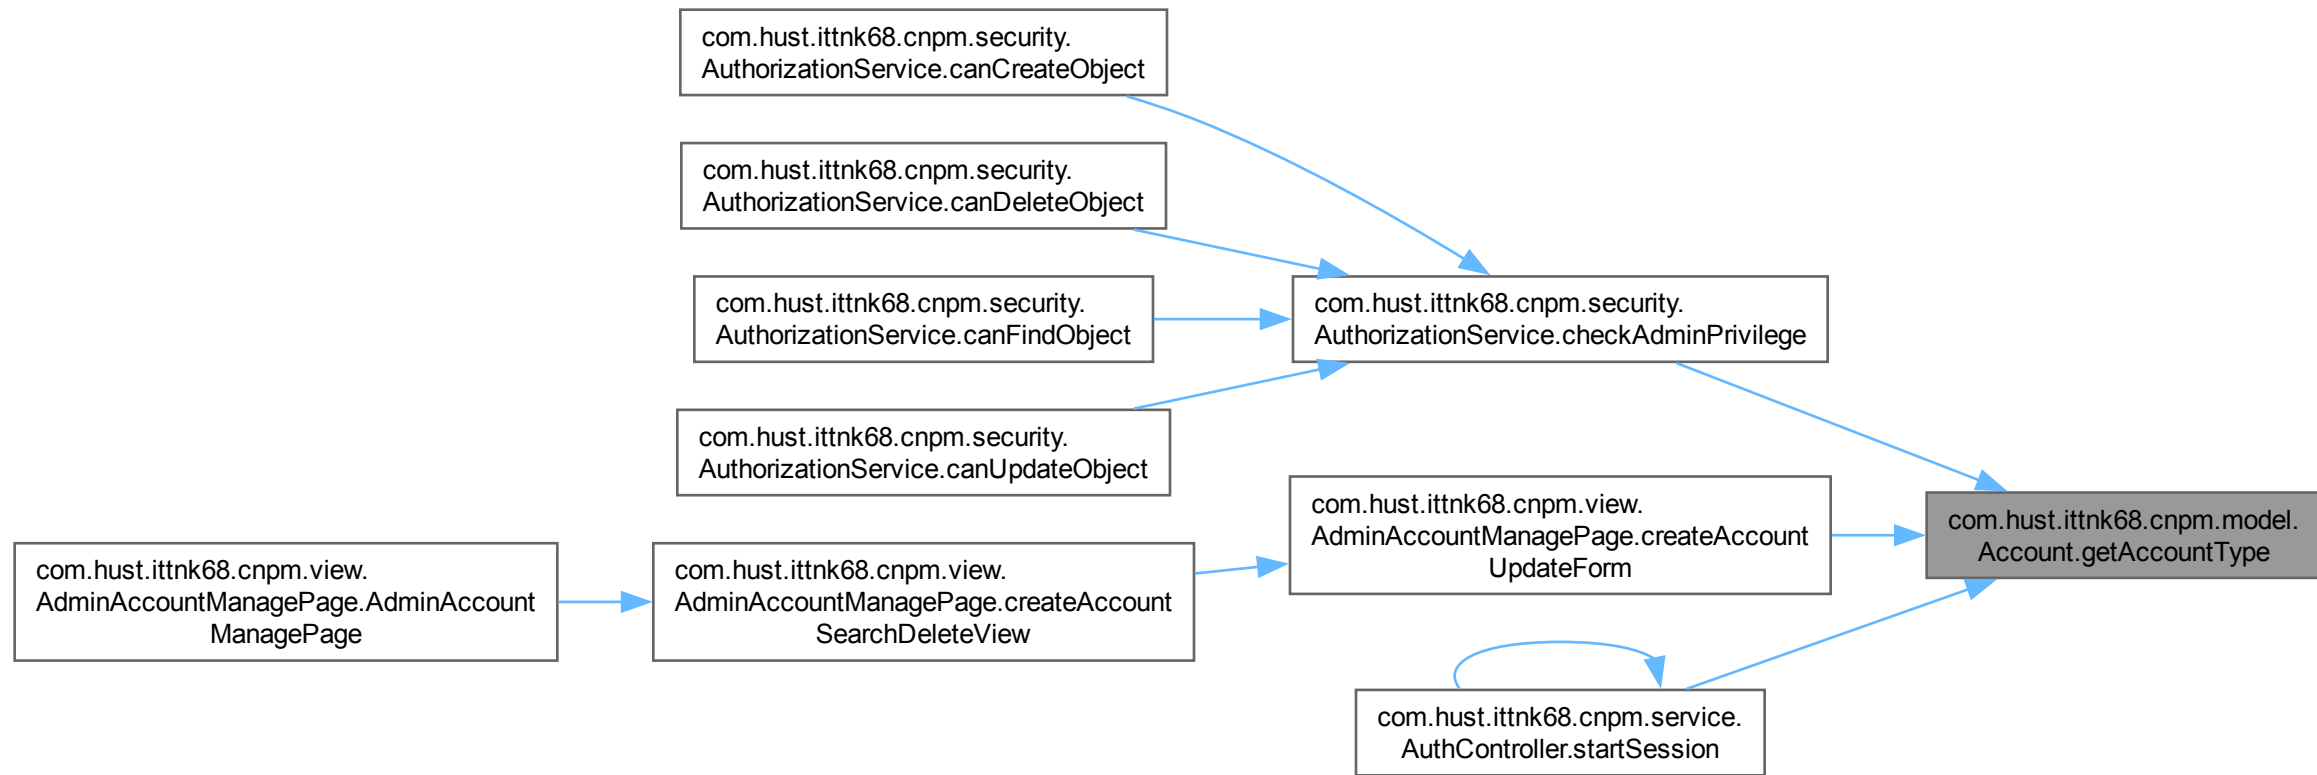 com.hust.ittnk68.cnpm.security.
AuthorizationService.canCreateObject
com.hust.ittnk68.cnpm.security.
AuthorizationService.canDeleteObject
com.hust.ittnk68.cnpm.security.
AuthorizationService.canFindObject
com.hust.ittnk68.cnpm.security.
AuthorizationService.checkAdminPrivilege
com.hust.ittnk68.cnpm.security.
AuthorizationService.canUpdateObject
com.hust.ittnk68.cnpm.view.
AdminAccountManagePage.createAccount
UpdateForm
com.hust.ittnk68.cnpm.model.
Account.getAccountType
com.hust.ittnk68.cnpm.view.
AdminAccountManagePage.AdminAccount
ManagePage
com.hust.ittnk68.cnpm.view.
AdminAccountManagePage.createAccount
SearchDeleteView
com.hust.ittnk68.cnpm.service.
AuthController.startSession